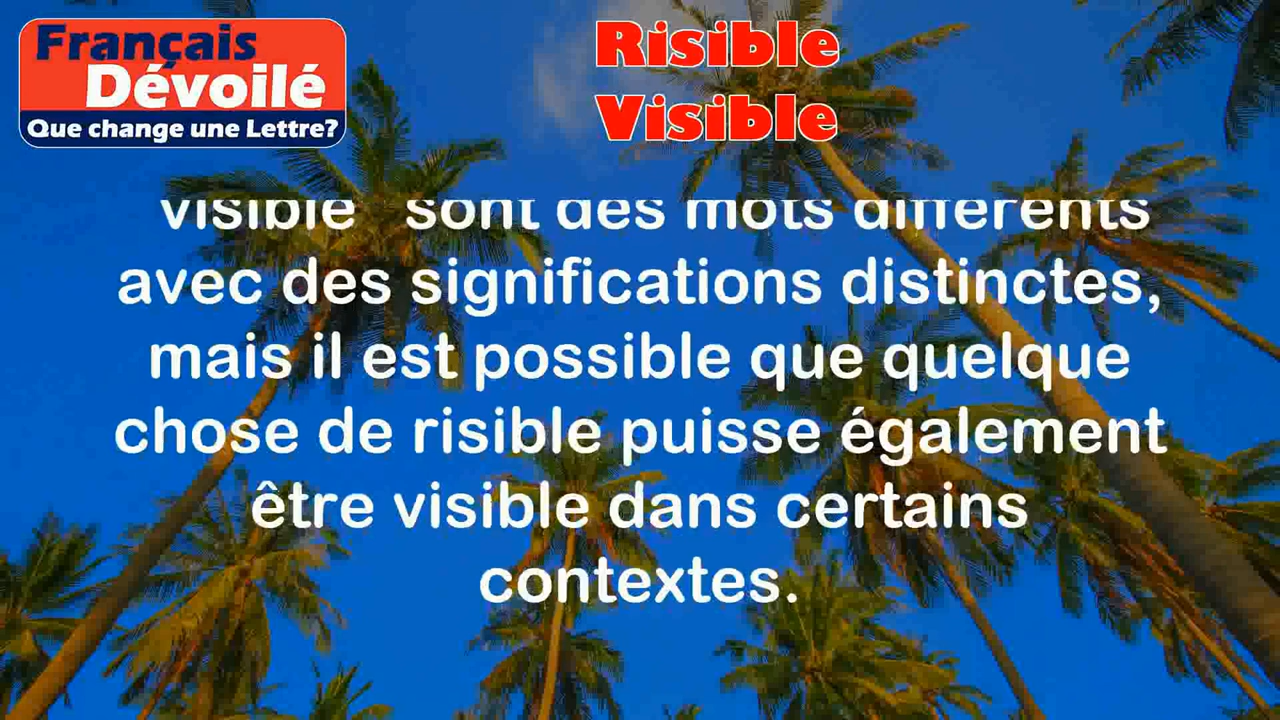 Français
Dévoilé
Que change une Lettre?
Risible
Visible
visible" sont des mots différents
avec des significations distinctes,
mais il est possible que quelque
chose de risible puisse également
être visible dans certains
contextes.